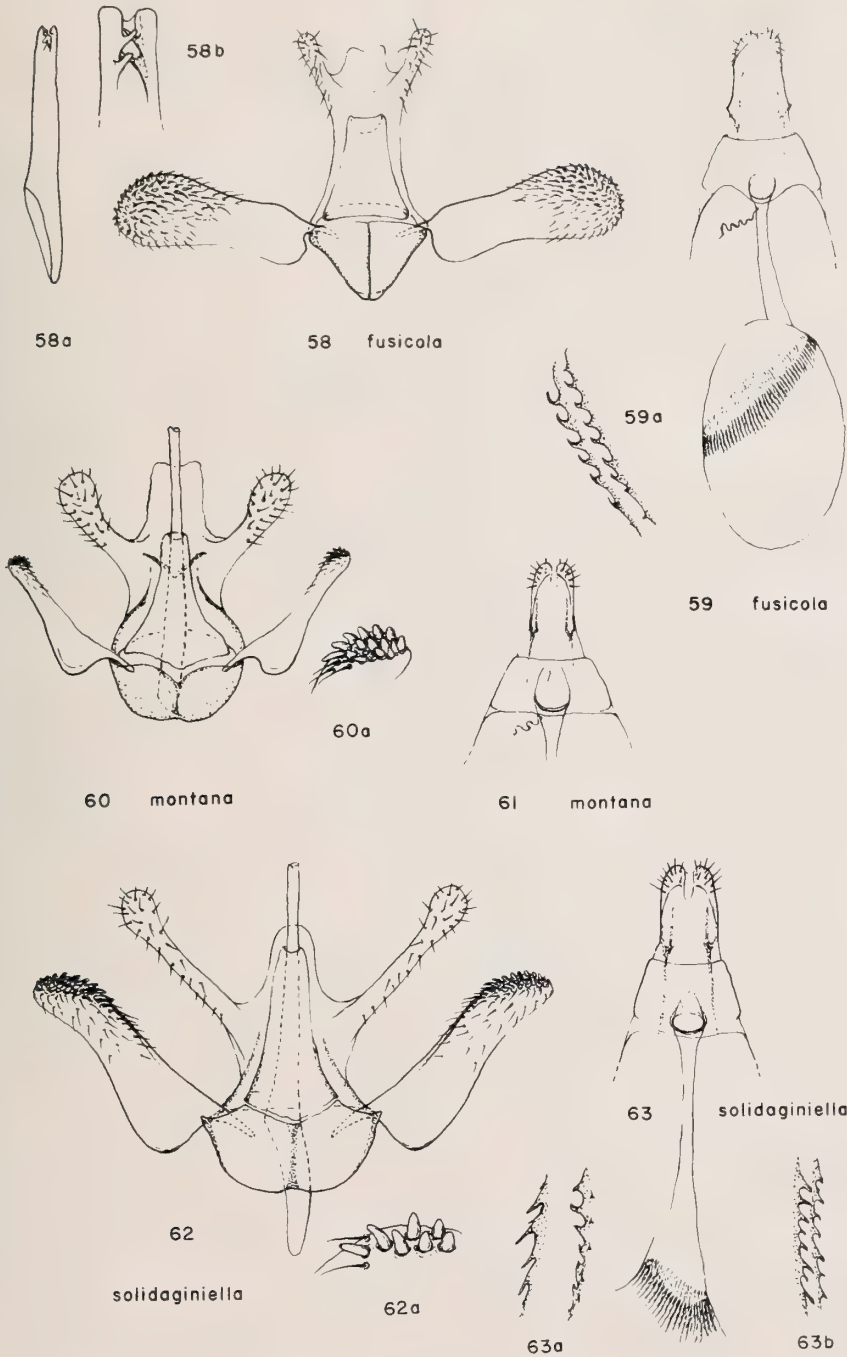 58b
58a
58 fusicola
59a
59 fusicola
60a
60 montana
61 montana
62
solidaginiella
62a
63 solidaginiella
63a
63b